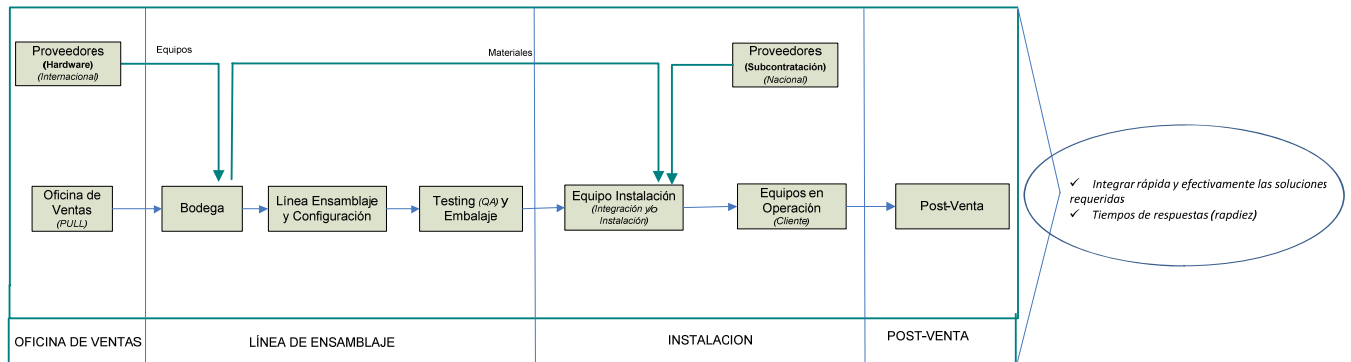 Proveedores
(Hardware)
(Internacional)
Equipos
Materiales
Proveedores
(Subcontratación)
(Nacional)
Oficina de
Ventas
(PULL)
Bodega
Línea Ensamblaje
y Configuración
Testing (QA) y
Embalaje
Equipo Instalación
(Integración y/o
Instalación)
Equipos en
Operación
(Cliente)
Post-Venta
✓ Integrar rápida y efectivamente las soluciones
requeridas
✓ Tiempos de respuestas (rapdiez)
OFICINA DE VENTAS
LÍNEA DE ENSAMBLAJE
INSTALACION
POST-VENTA